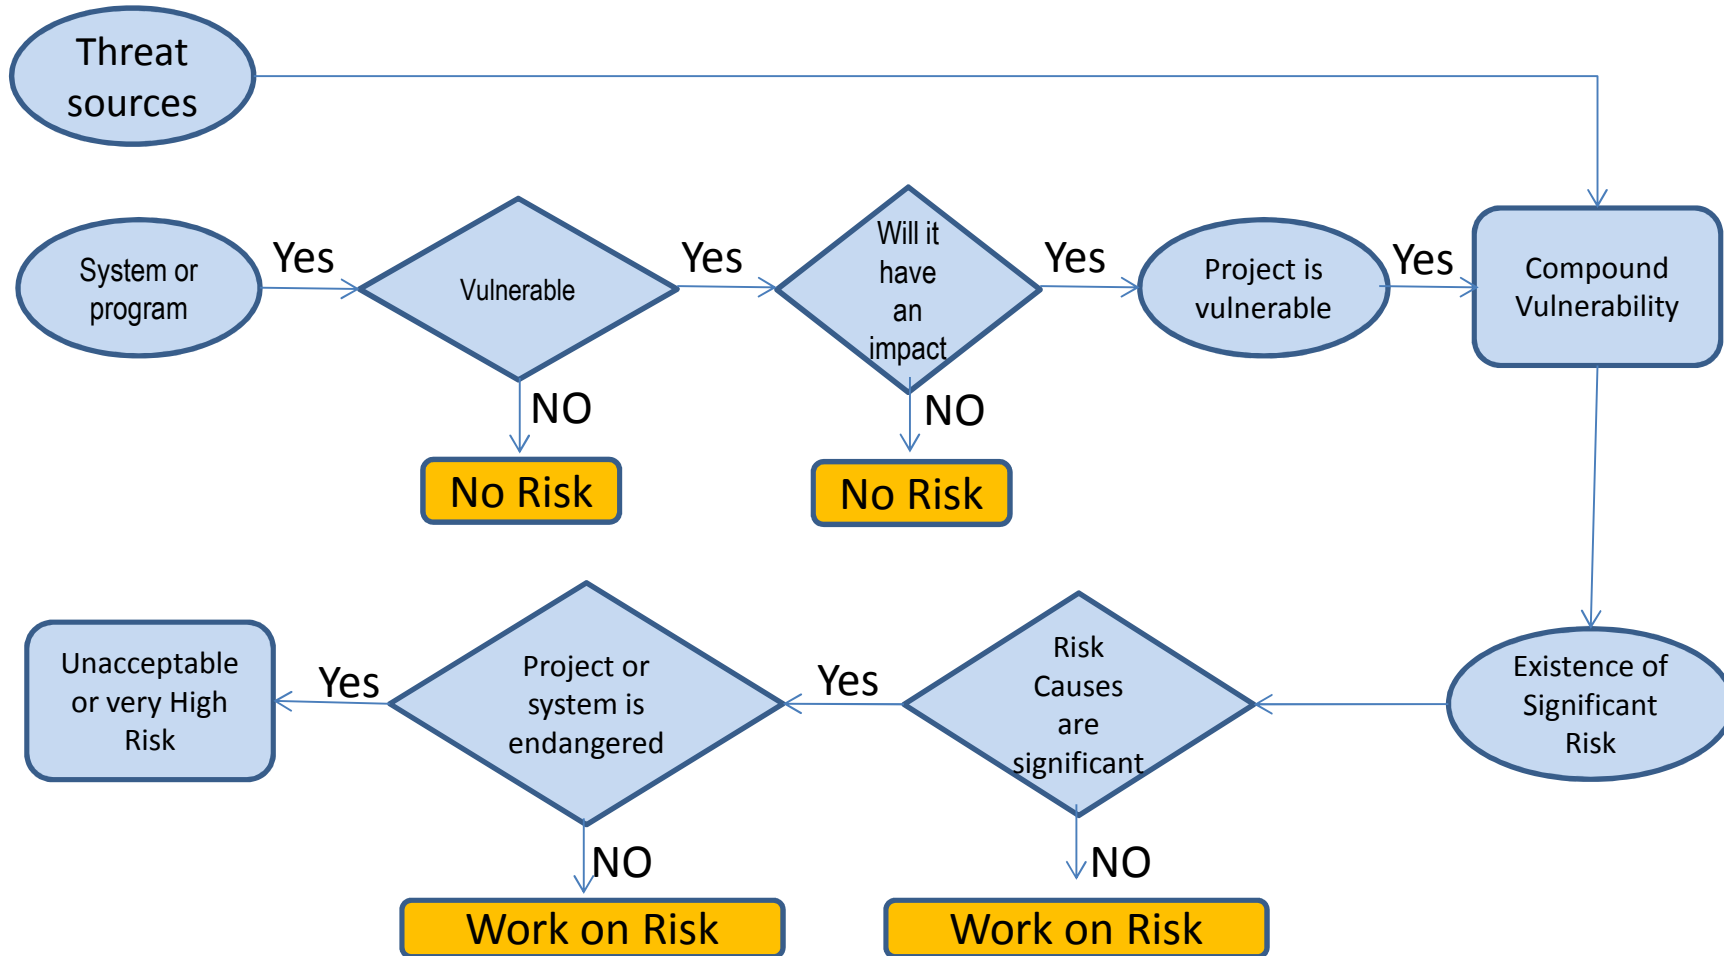 Threat
sources
System or
program
Yes
Vulnerable
Yes
Will it
have
an
impact
Yes
Project is
vulnerable
Yes
Compound
Vulnerability
NO
No Risk
NO
No Risk
Existence of
Significant
Risk
Risk
Causes
are
significant
Yes
Project or
system is
endangered
Yes
Unacceptable
or very High
Risk
NO
Work on Risk
NO
Work on Risk